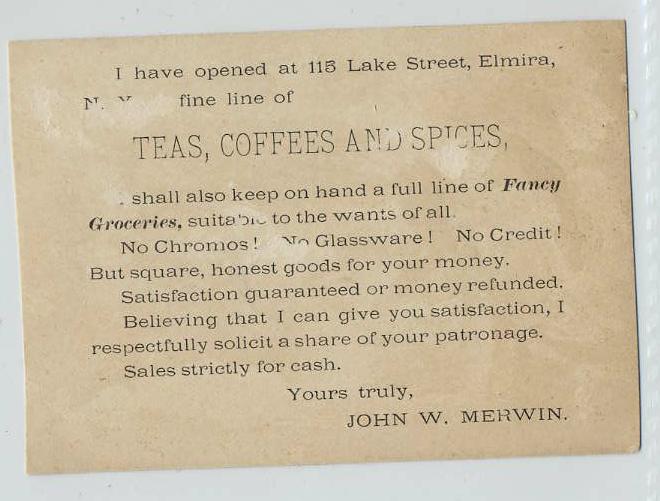 I have opened at 115 Lake Street, Elmira,
N. Y. fine line of
TEAS, COFFEES AND SPICES,
shall also keep on hand a full line of Fancy
Groceries, suitable to the wants of all.
No Chromos! No Glassware! No Credit!
But square, honest goods for your money.
Satisfaction guaranteed or money refunded.
Believing that I can give you satisfaction, I
respectfully solicit a share of your patronage.
Sales strictly for cash.
Yours truly,
JOHN W. MERWIN.